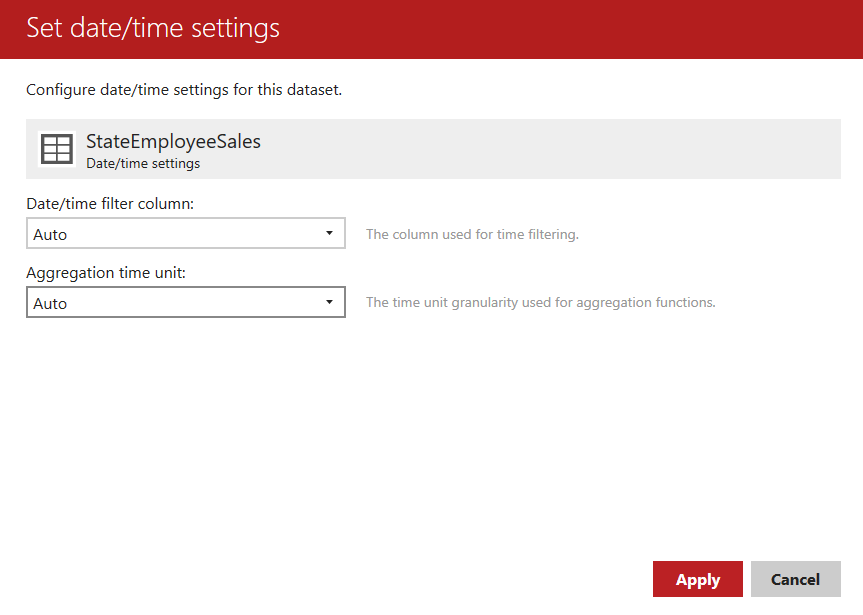 Set date/time settings
Configure date/time settings for this dataset.
StateEmployeeSales
Date/time settings
Date/time filter column:
Auto
The column used for time filtering.
Aggregation time unit:
Auto
The time unit granularity used for aggregation functions.
Apply
Cancel